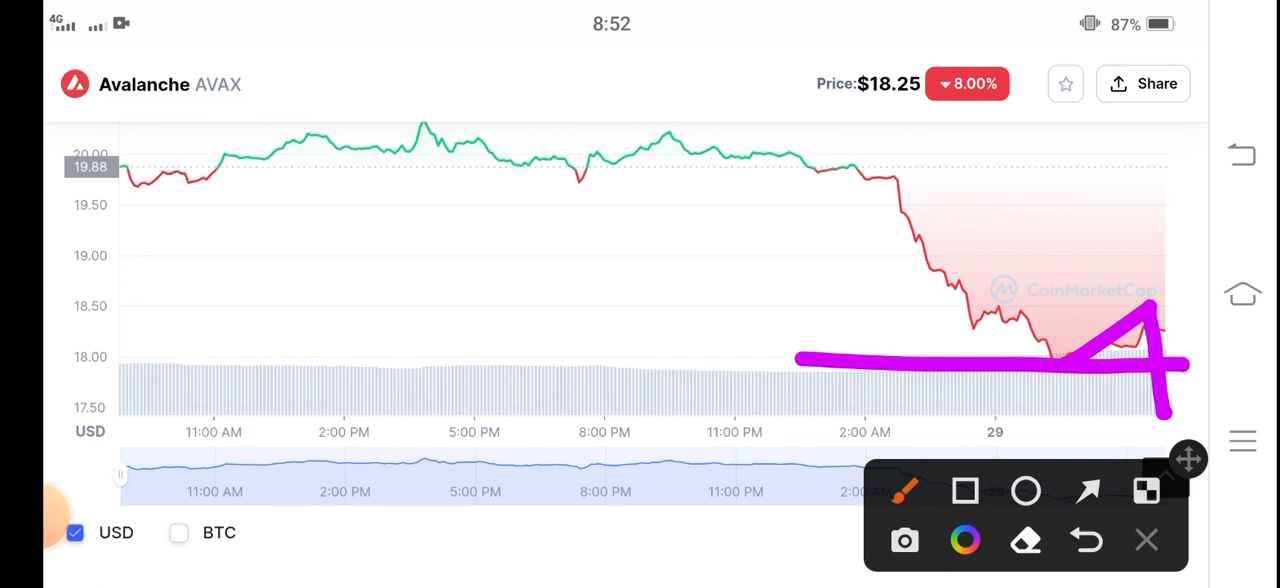 4G
8:52
87%
Avalanche AVAX
Price:$18.25 8.00%
Share
20.00
19.88
19.50
19.00
18.50
18.00
17.50
CoinMarketCap
USD
11:00 AM 2:00 PM 5:00 PM 8:00 PM 11:00 PM 2:00 AM 29
11:00 AM 2:00 PM 5:00 PM 8:00 PM 11:00 PM 2:00
USD BTC